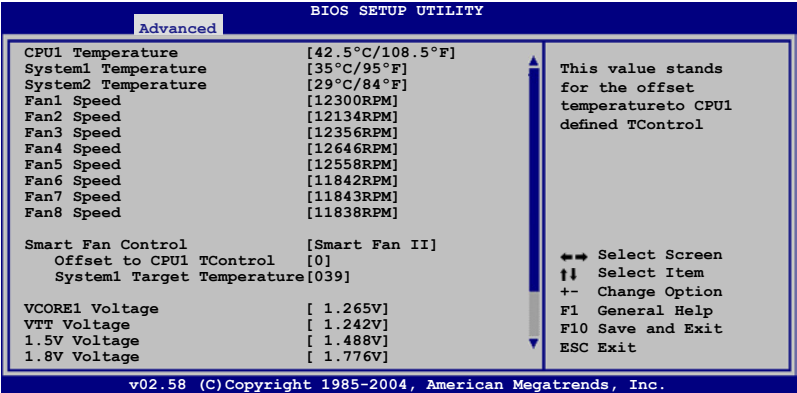 BIOS SETUP UTILITY
Advanced
CPU1 Temperature [42.5°C/108.5°F]
System1 Temperature [35°C/95°F]
System2 Temperature [29°C/84°F]
Fan1 Speed [12300RPM]
Fan2 Speed [12134RPM]
Fan3 Speed [12356RPM]
Fan4 Speed [12646RPM]
Fan5 Speed [12558RPM]
Fan6 Speed [11842RPM]
Fan7 Speed [11843RPM]
Fan8 Speed [11838RPM]
Smart Fan Control [Smart Fan II]
Offset to CPU1 TControl [0]
System1 Target Temperature[039]
VCORE1 Voltage [ 1.265V]
VTT Voltage [ 1.242V]
1.5V Voltage [ 1.488V]
1.8V Voltage [ 1.776V]
This value stands
for the offset
temperatureto CPU1
defined TControl
←→ Select Screen
↑↓ Select Item
+- Change Option
F1 General Help
F10 Save and Exit
ESC Exit
v02.58 (C)Copyright 1985-2004, American Megatrends, Inc.